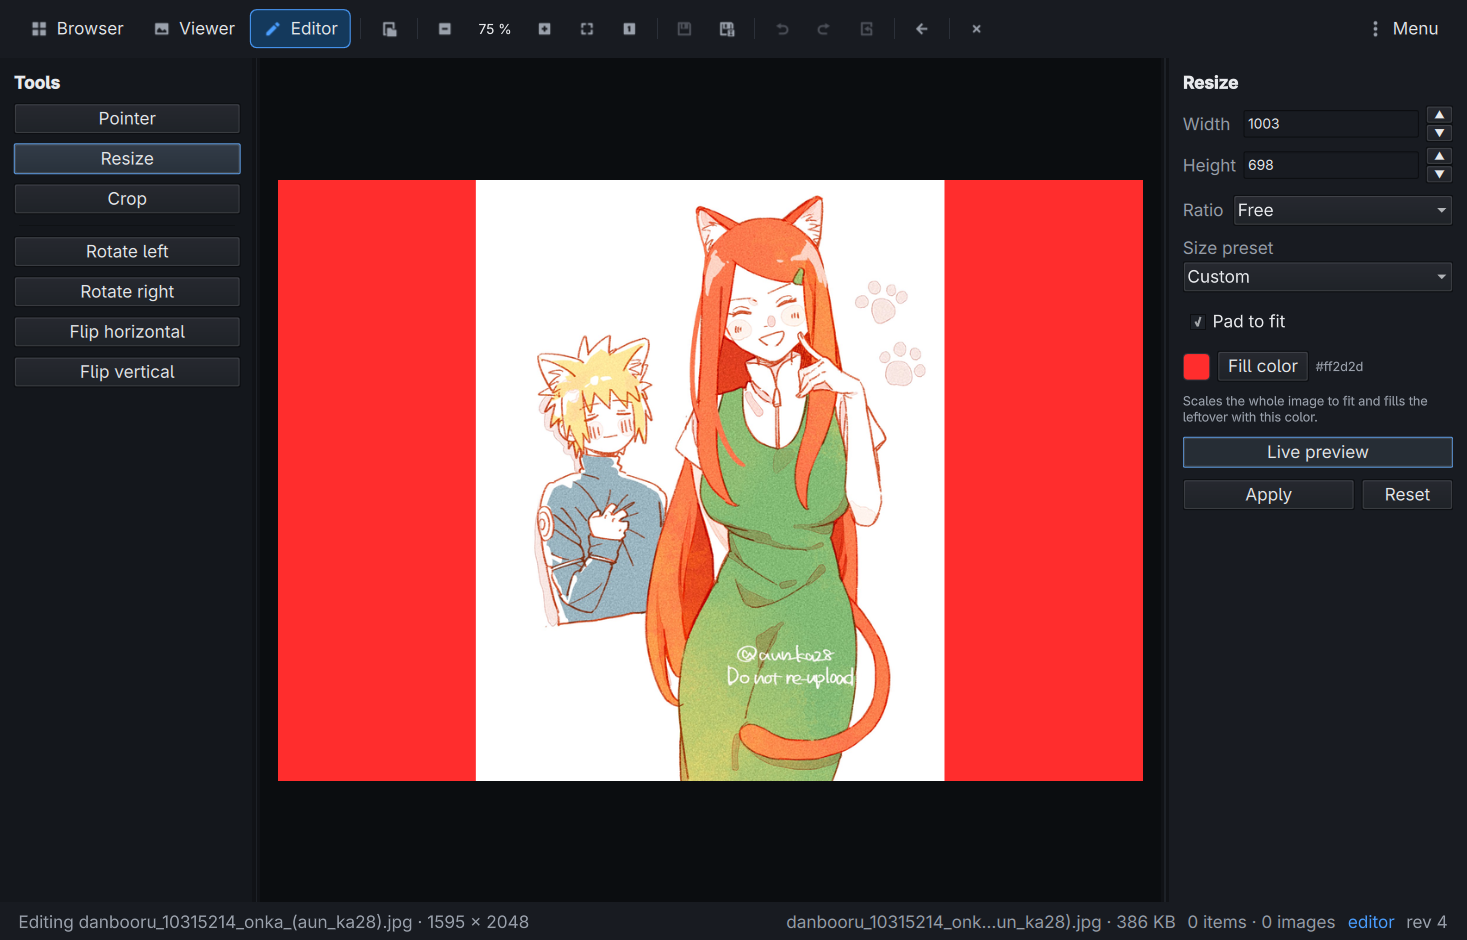 Browser
Viewer
Editor
75 %
Menu
Tools
Pointer
Resize
Crop
Rotate left
Rotate right
Flip horizontal
Flip vertical
@aun_ka28
Do not re-upload
Resize
Width 1003
Height 698
Ratio Free
Size preset
Custom
Pad to fit
Fill color #ff2d2d
Scales the whole image to fit and fills the
leftover with this color.
Live preview
Apply
Reset
Editing danbooru_10315214_onka_(aun_ka28).jpg · 1595 × 2048
danbooru_10315214_onk...un_ka28).jpg · 386 KB 0 items · 0 images editor rev 4